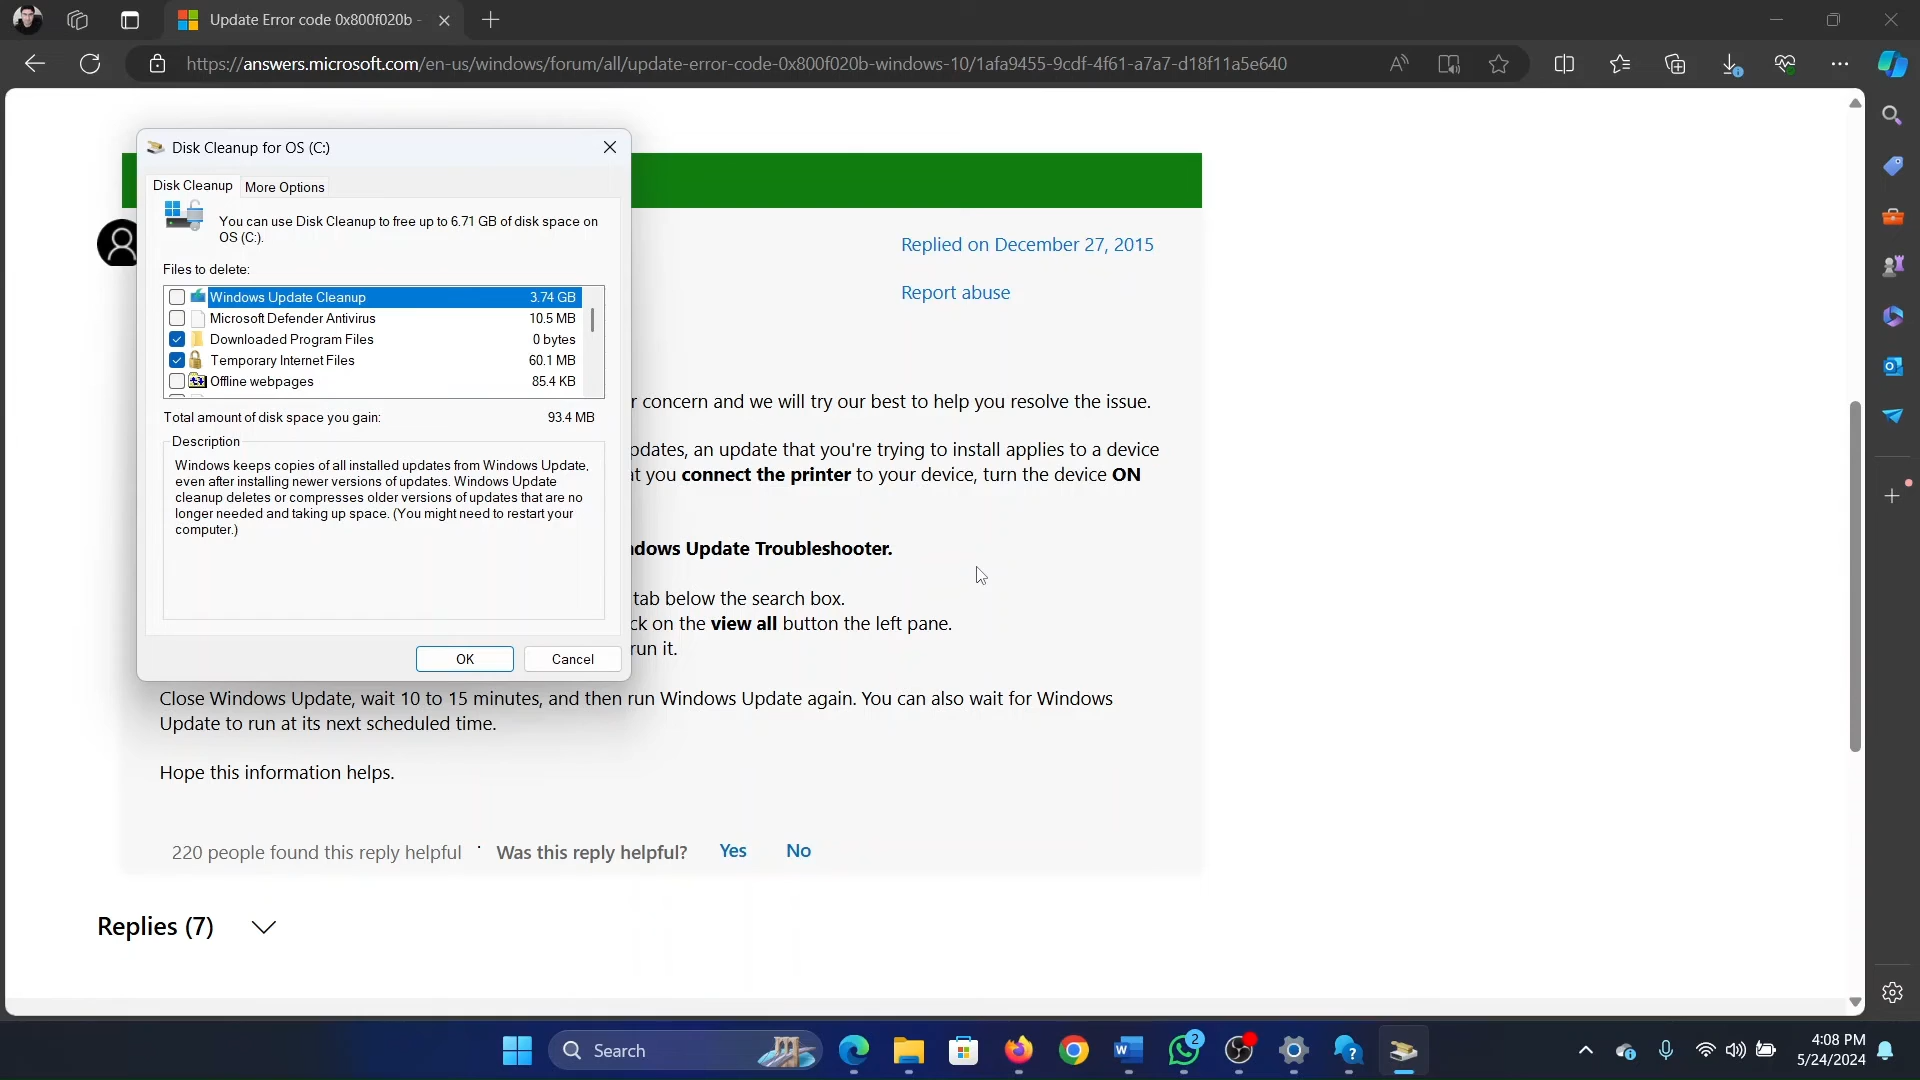 Update Error code 0x800f020b -
https://answers.microsoft.com/en-us/windows/forum/all/update-error-code-0x800f020b-windows-10/1afa9455-9cdf-4f61-a7a7-d18f11a5e640
Disk Cleanup for OS (C:)
Disk Cleanup
More Options
You can use Disk Cleanup to free up to 6.71 GB of disk space on
OS (C:).
Files to delete:
Windows Update Cleanup 3.74 GB
Microsoft Defender Antivirus 10.5 MB
Downloaded Program Files 0 bytes
Temporary Internet Files 60.1 MB
Offline webpages 85.4 KB
Total amount of disk space you gain: 93.4 MB
Description
Windows keeps copies of all installed updates from Windows Update,
even after installing newer versions of updates. Windows Update
cleanup deletes or compresses older versions of updates that are no
longer needed and taking up space. (You might need to restart your
computer.)
OK
Cancel
Replied on December 27, 2015
Report abuse
r concern and we will try our best to help you resolve the issue.
pdates, an update that you're trying to install applies to a device
t you connect the printer to your device, turn the device ON
dows Update Troubleshooter.
tab below the search box.
ck on the view all button the left pane.
run it.
Close Windows Update, wait 10 to 15 minutes, and then run Windows Update again. You can also wait for Windows
Update to run at its next scheduled time.
Hope this information helps.
220 people found this reply helpful · Was this reply helpful? Yes No
Replies (7)
Search
2
4:08 PM
5/24/2024